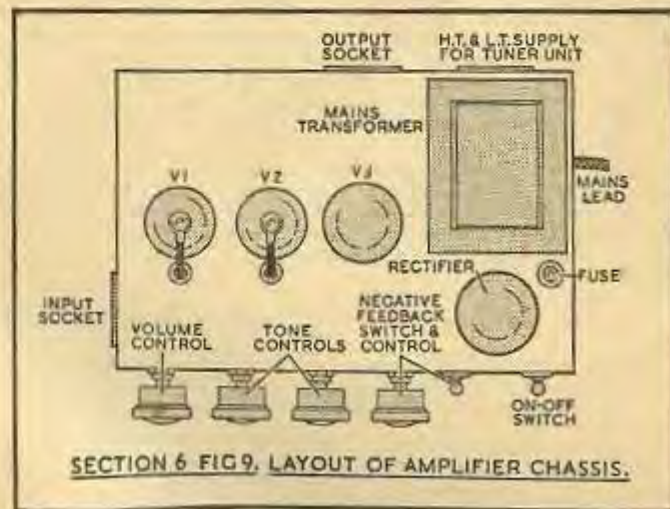 OUTPUT
SOCKET
H.T. & L.T. SUPPLY
FOR TUNER UNIT
MAINS
TRANSFORMER
V1
V2
V3
MAINS
LEAD
RECTIFIER
FUSE
INPUT
SOCKET
VOLUME
CONTROL
TONE
CONTROLS
NEGATIVE
FEEDBACK
SWITCH &
CONTROL
ON-OFF
SWITCH
SECTION 6 FIG 9. LAYOUT OF AMPLIFIER CHASSIS.